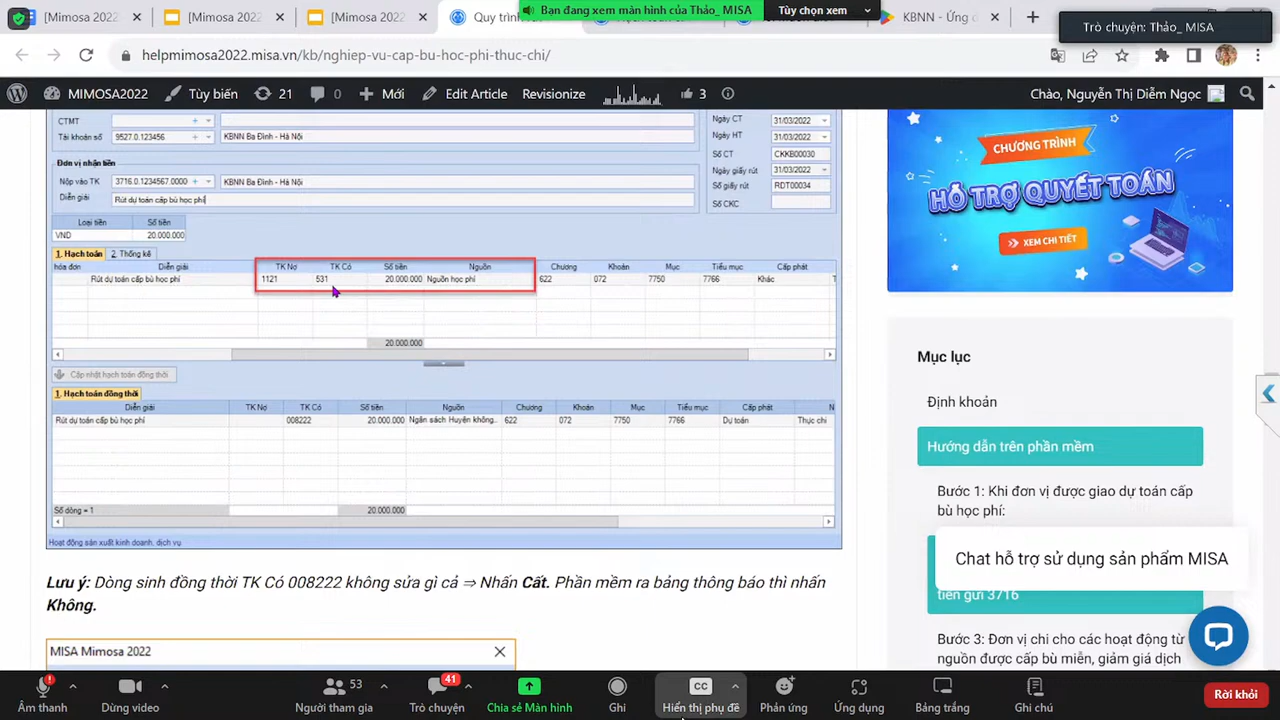 [Mimosa 2022
[Mimosa 2022
[Mimosa 2022
Quy trình
Bạn đang xem màn hình của Thảo_ MISA
Tùy chọn xem
KBNN - Ứng
Trò chuyện: Thảo_ MISA
helpmimosa2022.misa.vn/kb/nghiep-vu-cap-bu-hoc-phi-thuc-chi/
MIMOSA2022
Tùy biến
21
0
Mới
Edit Article
Revisionize
3
Chào, Nguyễn Thị Diễm Ngọc
CTMT
Ngày CT
31/03/2022
Tài khoản số
9527.0.123456
KBNN Ba Đình - Hà Nội
Ngày HT
31/03/2022
Số CT
CKKB00030
Đơn vị nhận tiền
Ngày giấy rút
31/03/2022
Nộp vào TK
3716.0.1234567.0000
KBNN Ba Đình - Hà Nội
Số giấy rút
RDT00034
Diễn giải
Rút dự toán cấp bù học phí
Số CKC
Loại tiền
Số tiền
VND
20.000.000
1. Hạch toán
2. Thống kê
hóa đơn
Diễn giải
TK Nợ
TK Có
Số tiền
Nguồn
Chương
Khoản
Mục
Tiểu mục
Cấp phát
Rút dự toán cấp bù học phí
1121
531
20.000.000
Nguồn học phí
622
072
7750
7766
Khác
20.000.000
Cập nhật hạch toán đồng thời
1. Hạch toán đồng thời
Diễn giải
TK Nợ
TK Có
Số tiền
Nguồn
Chương
Khoản
Mục
Tiểu mục
Cấp phát
N
Rút dự toán cấp bù học phí
008222
20.000.000
Ngân sách Huyện không...
622
072
7750
7766
Dự toán
Thực chi
Số dòng = 1
20.000.000
Hoạt động sản xuất kinh doanh, dịch vụ
Lưu ý: Dòng sinh đồng thời TK Có 008222 không sửa gì cả ⇒ Nhấn Cất. Phần mềm ra bảng thông báo thì nhấn
Không.
MISA Mimosa 2022
CHƯƠNG TRÌNH
HỖ TRỢ QUYẾT TOÁN
XEM CHI TIẾT
Mục lục
Định khoản
Hướng dẫn trên phần mềm
Bước 1: Khi đơn vị được giao dự toán cấp
bù học phí:
Chat hỗ trợ sử dụng sản phẩm MISA
tiền gửi 3716
Bước 3: Đơn vị chi cho các hoạt động từ
nguồn được cấp bù miễn, giảm giá dịch
Âm thanh
Dừng video
53
Người tham gia
41
Trò chuyện
Chia sẻ Màn hình
Ghi
CC
Hiển thị phụ đề
Phản ứng
Ứng dụng
Bảng trắng
Ghi chú
Rời khỏi